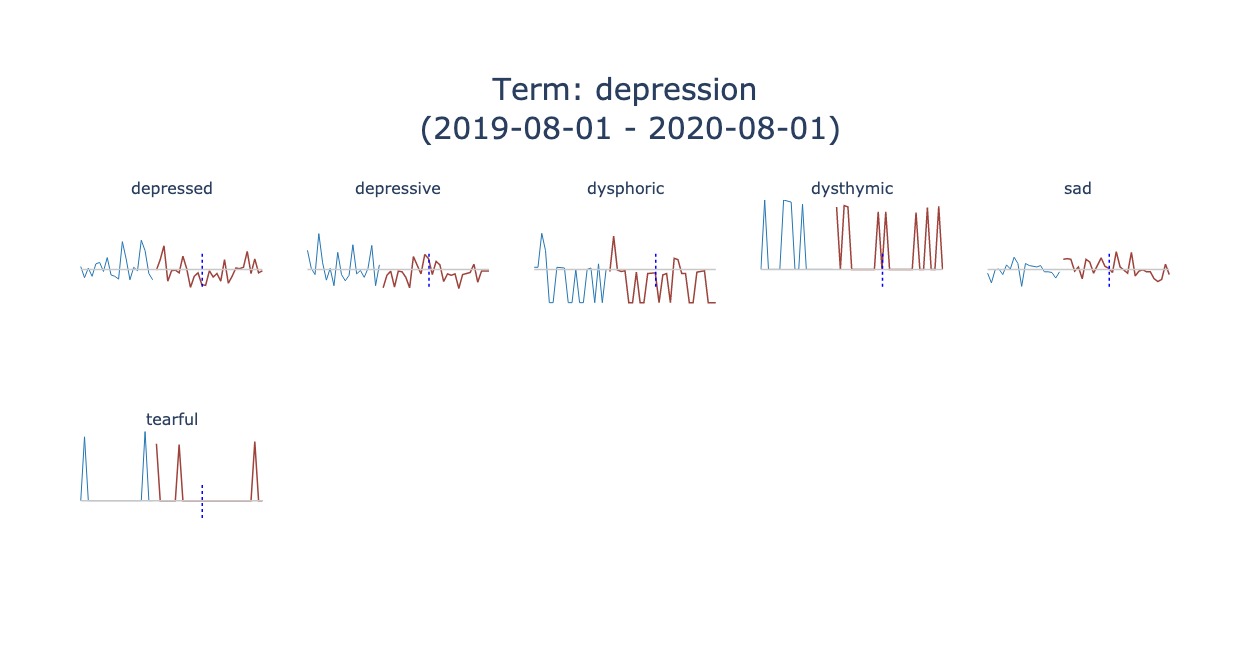 Term: depression
(2019-08-01 - 2020-08-01)
depressed
depressive
dysphoric
dysthymic
sad
tearful